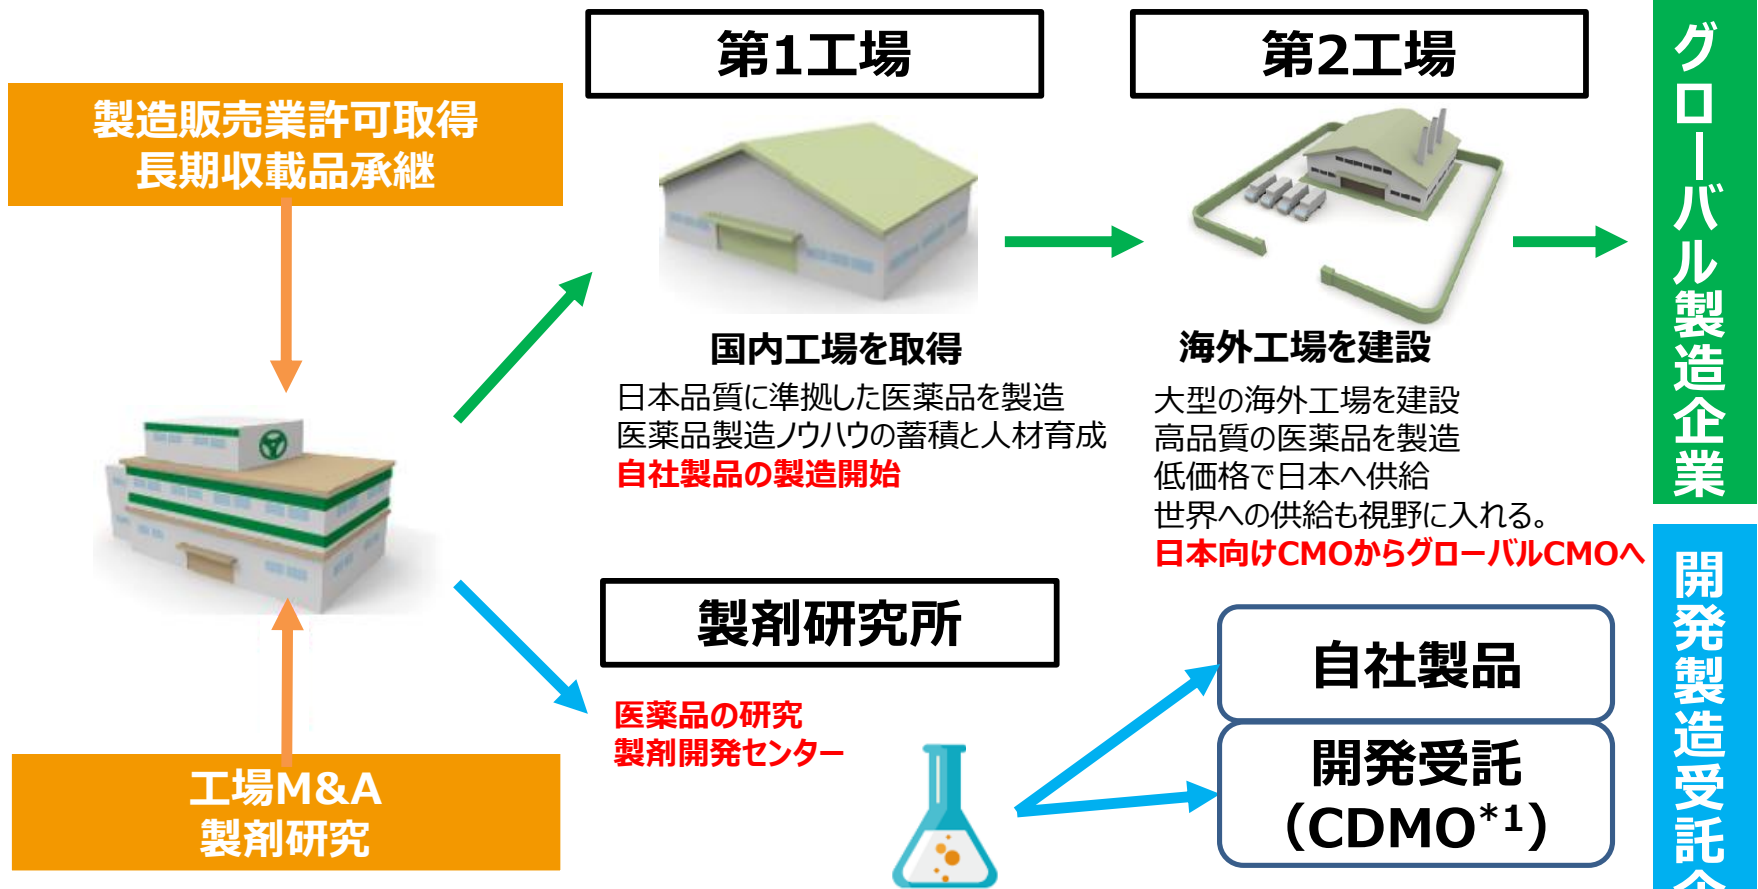 製造販売業許可取得
長期収載品承継
工場M&A
製剤研究
第1工場
国内工場を取得
日本品質に準拠した医薬品を製造
医薬品製造ノウハウの蓄積と人材育成
自社製品の製造開始
第2工場
海外工場を建設
大型の海外工場を建設
高品質の医薬品を製造
低価格で日本へ供給
世界への供給も視野に入れる。
日本向けCMOからグローバルCMOへ
グローバル製造企業
製剤研究所
医薬品の研究
製剤開発センター
自社製品
開発受託
（CDMO*1）
開発製造受託企